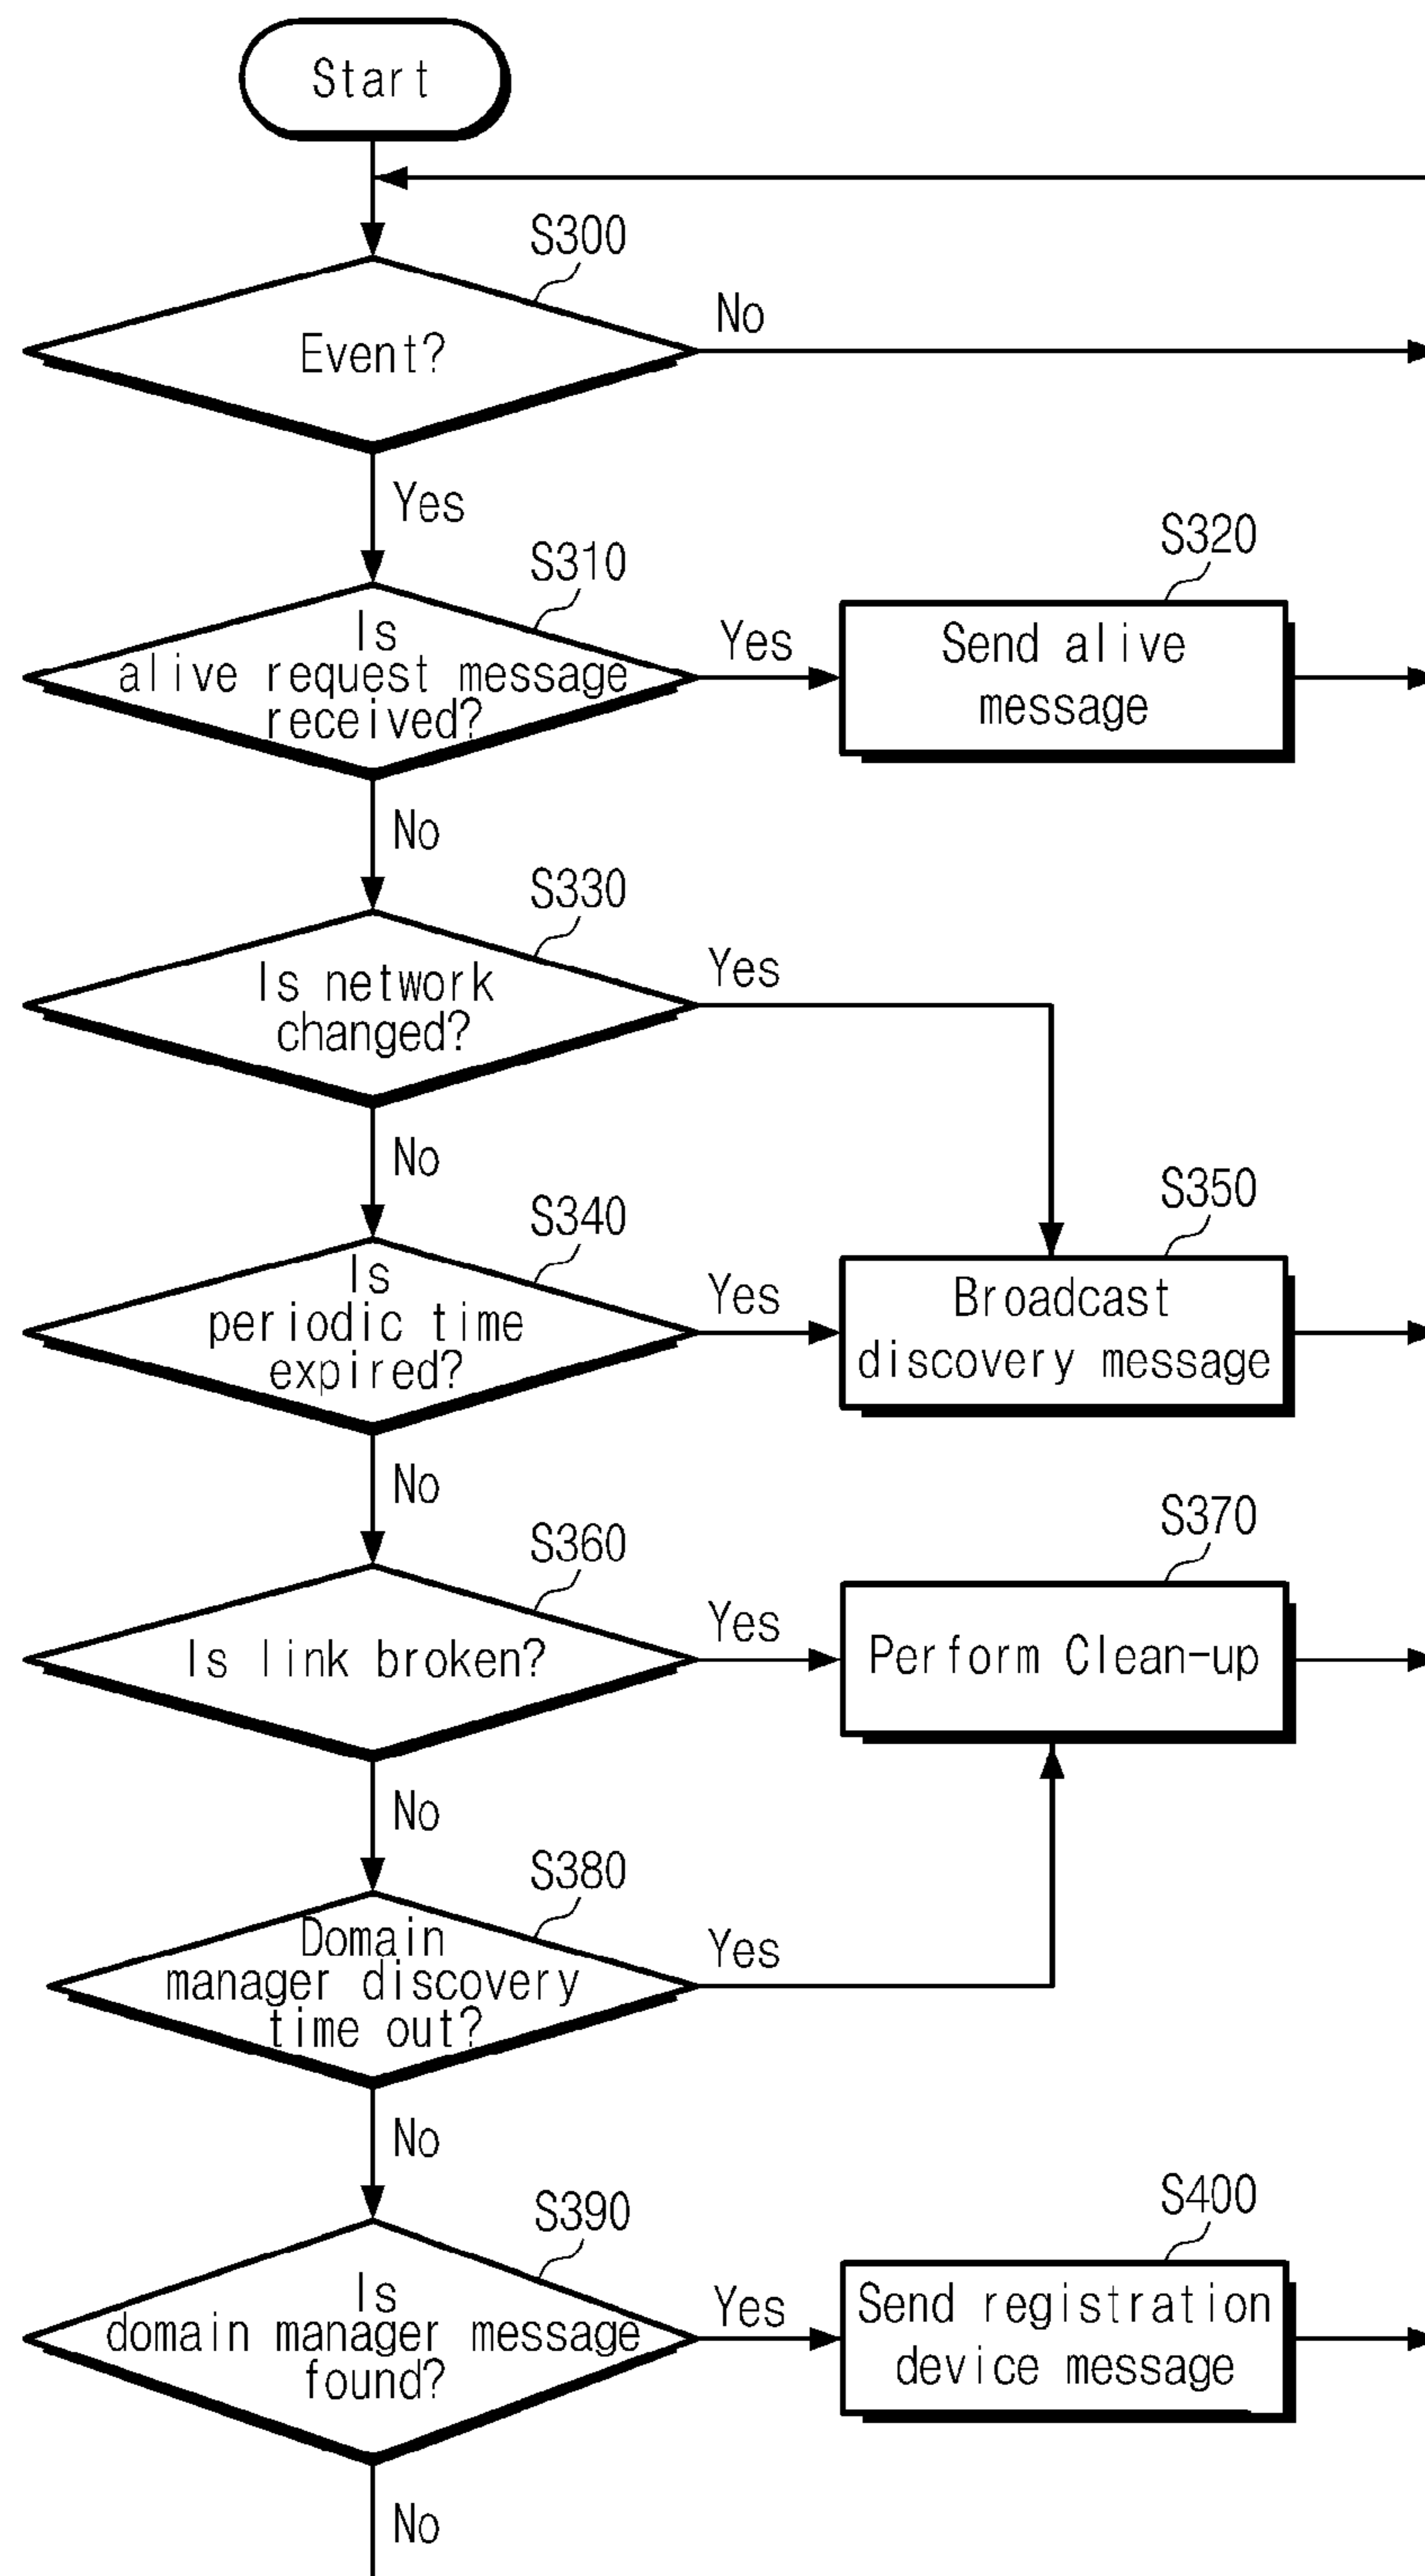 Start
S300
Event?
No
Yes
S310
Is
alive request message
received?
Yes
S320
Send alive
message
No
S330
Is network
changed?
Yes
No
S340
Is
periodic time
expired?
Yes
S350
Broadcast
discovery message
No
S360
Is link broken?
Yes
S370
Perform Clean-up
No
S380
Domain
manager discovery
time out?
Yes
No
S390
Is
domain manager message
found?
Yes
S400
Send registration
device message
No